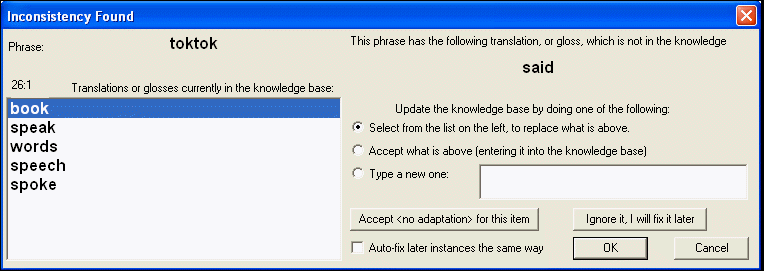 Inconsistency Found
Phrase:
toktok
This phrase has the following translation, or gloss, which is not in the knowledge
said
26:1
Translations or glosses currently in the knowledge base:
book
speak
words
speech
spoke
Update the knowledge base by doing one of the following:
Select from the list on the left, to replace what is above.
Accept what is above (entering it into the knowledge base)
Type a new one:
Accept <no adaptation> for this item
Ignore it, I will fix it later
Auto-fix later instances the same way
OK
Cancel